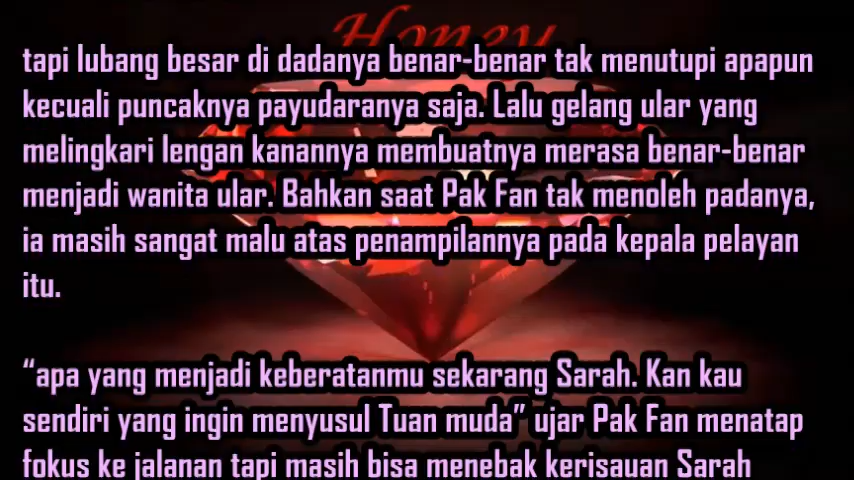 Honey
tapi lubang besar di dadanya benar-benar tak menutupi apapun
kecuali puncaknya payudaranya saja. Lalu gelang ular yang
melingkari lengan kanannya membuatnya merasa benar-benar
menjadi wanita ular. Bahkan saat Pak Fan tak menoleh padanya,
ia masih sangat malu atas penampilannya pada kepala pelayan
itu.
“apa yang menjadi keberatanmu sekarang Sarah. Kan kau
sendiri yang ingin menyusul Tuan muda” ujar Pak Fan menatap
fokus ke jalanan tapi masih bisa menebak kerisauan Sarah